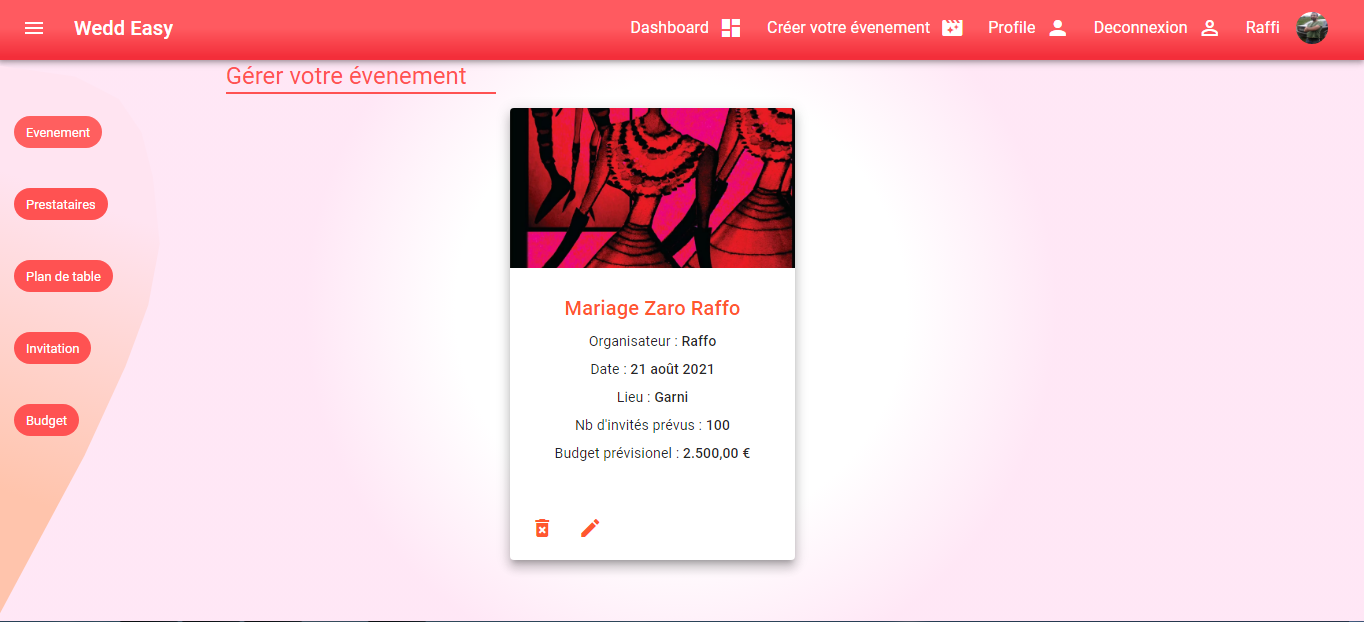 Wedd Easy Dashboard Créer votre évenement Profile Deconnexion Raffi
Gérer votre évenement
Evenement
Prestataires
Plan de table
Invitation
Budget
Mariage Zaro Raffo
Organisateur : Raffo
Date : 21 août 2021
Lieu : Garni
Nb d'invités prévus : 100
Budget prévisionel : 2.500,00 €